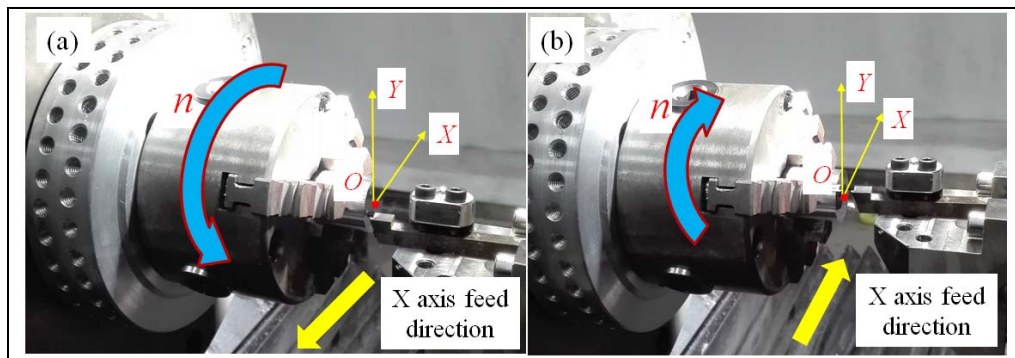 (a)
n
Y
X
O
X axis feed
direction
(b)
n
Y
X
O
X axis feed
direction